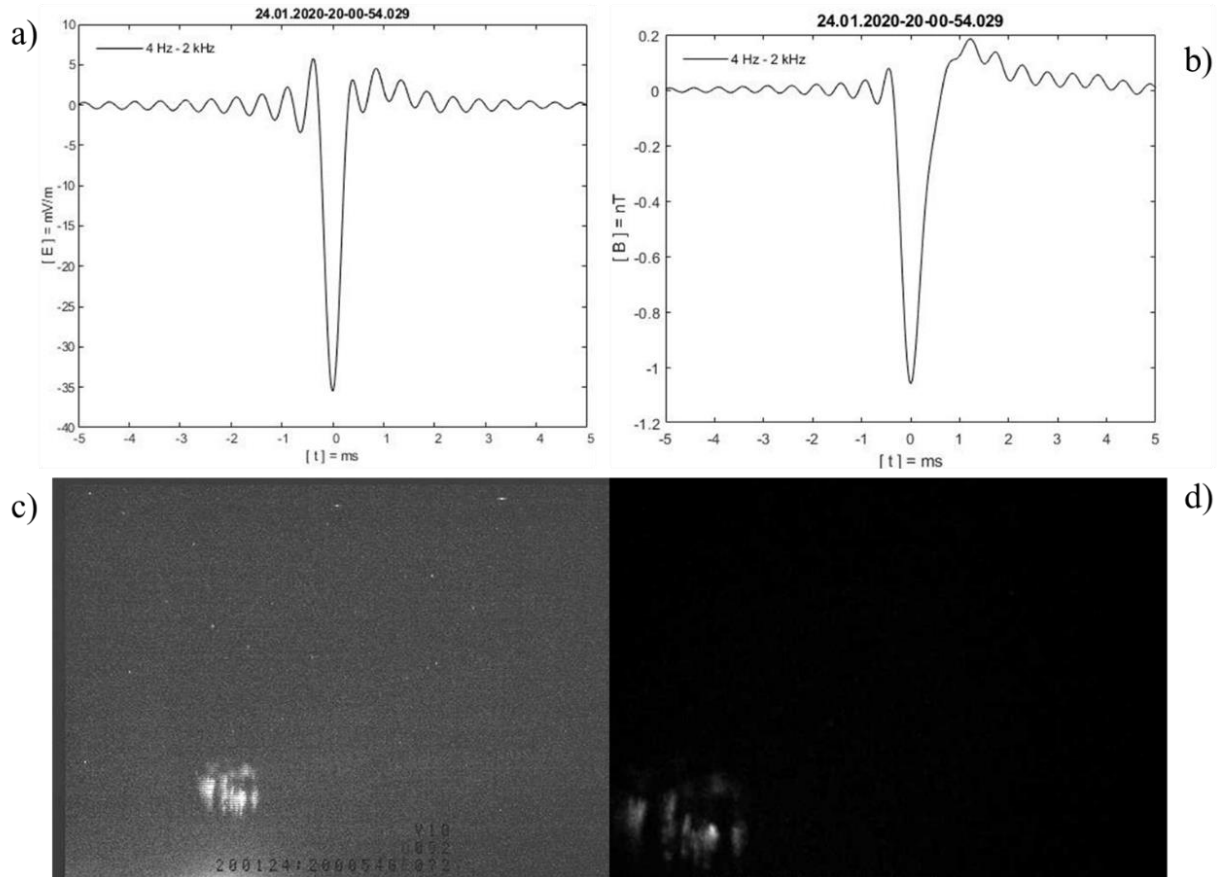 a)
24.01.2020-20-00-54.029
4 Hz - 2 kHz
10
5
0
-5
-10
-15
-20
-25
-30
-35
-40
[ E ] = mV/m
-5 -4 -3 -2 -1 0 1 2 3 4 5
[ t ] = ms
b)
24.01.2020-20-00-54.029
4 Hz - 2 kHz
0.2
0
-0.2
-0.4
-0.6
-0.8
-1
-1.2
[ B ] = nT
-5 -4 -3 -2 -1 0 1 2 3 4 5
[ t ] = ms
c)
V10
d)